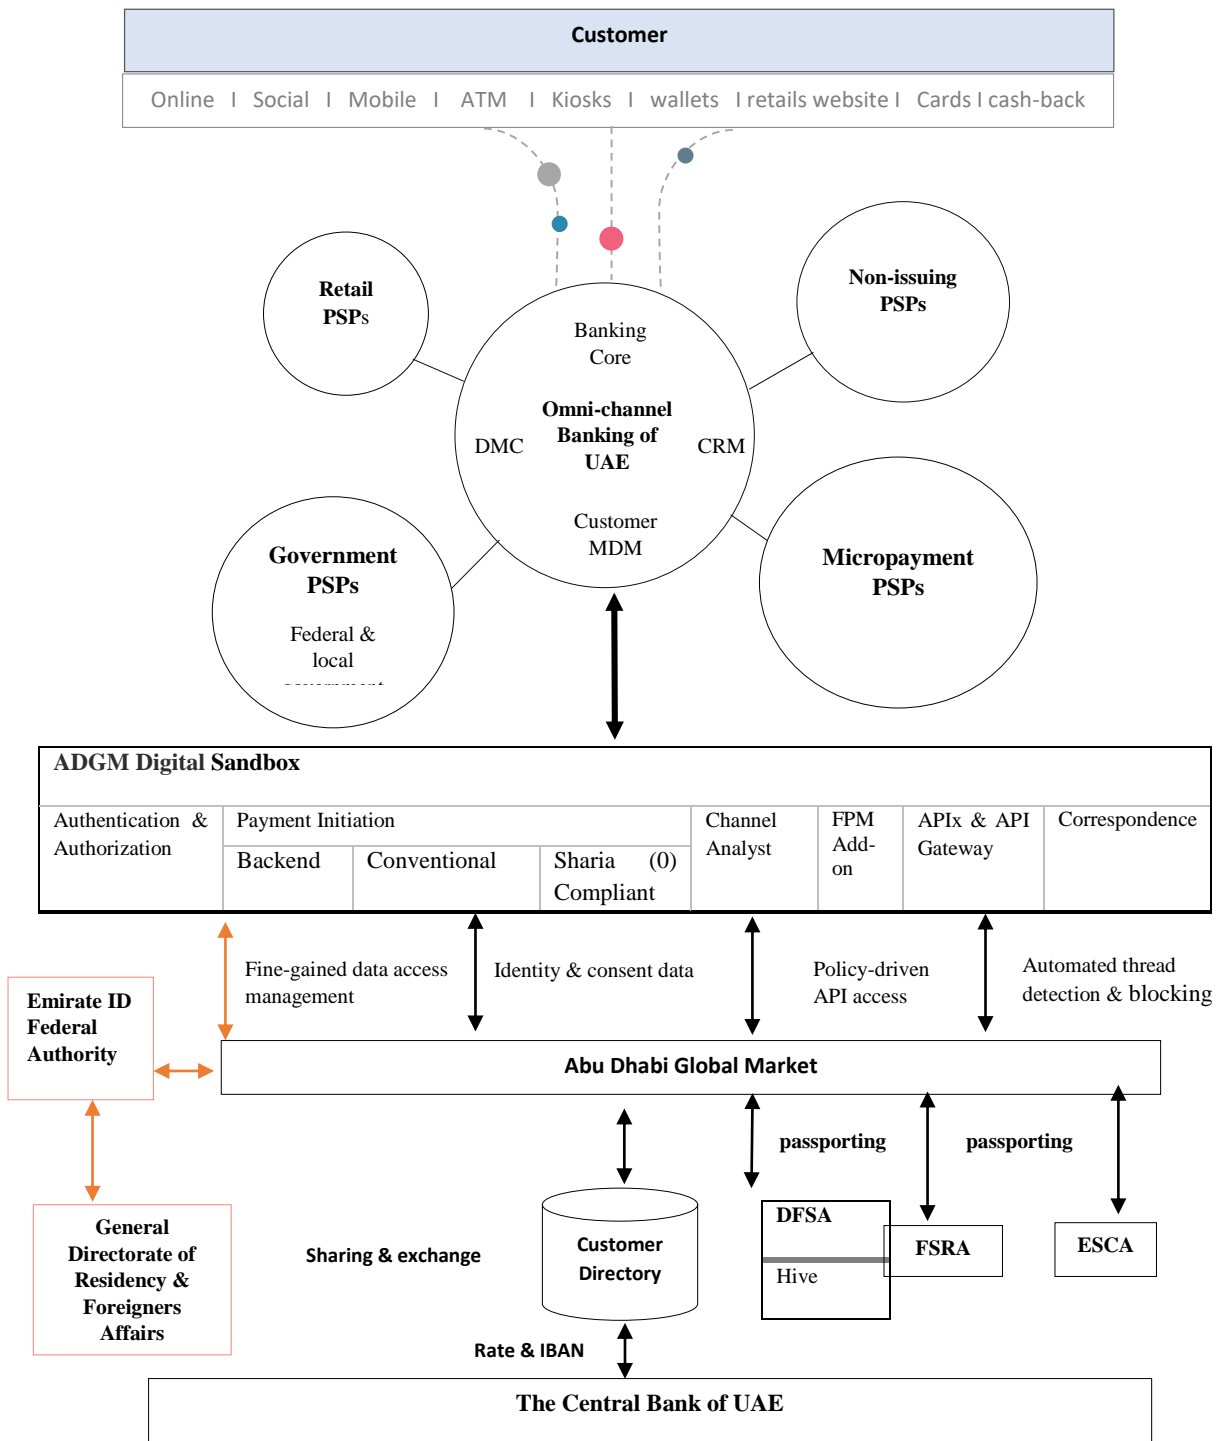 Customer
Online I Social I Mobile I ATM I Kiosks I wallets I retails website I Cards I cash-back
Retail
PSPs
Non-issuing
PSPs
Banking
Core
Omni-channel
Banking of
UAE
DMC
CRM
Customer
MDM
Government
PSPs
Federal &
local
Micropayment
PSPs
ADGM Digital Sandbox
Authentication &
Authorization
Payment Initiation
Backend
Conventional
Sharia (0)
Compliant
Channel
Analyst
FPM
Add-
on
APIx & API
Gateway
Correspondence
Fine-gained data access
management
Identity & consent data
Policy-driven
API access
Automated thread
detection & blocking
Emirate ID
Federal
Authority
Abu Dhabi Global Market
passporting
passporting
General
Directorate of
Residency &
Foreigners
Affairs
Sharing & exchange
Customer
Directory
DFSA
Hive
FSRA
ESCA
Rate & IBAN
The Central Bank of UAE